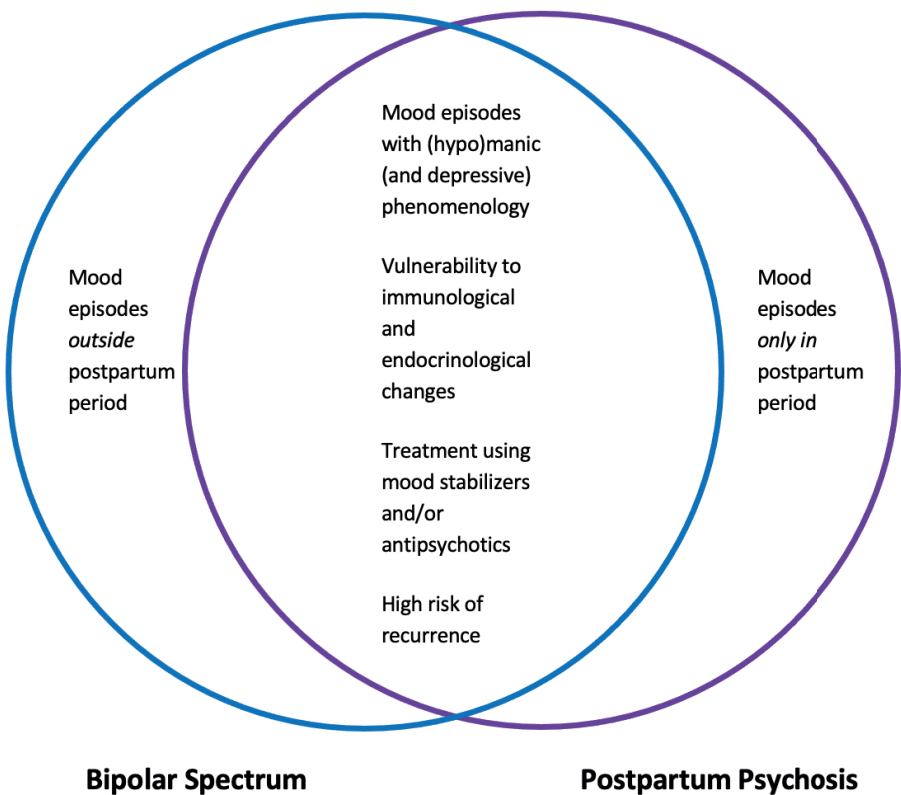 Mood episodes
with (hypo)manic
(and depressive)
phenomenology
Vulnerability to
immunological
and
endocrinological
changes
Treatment using
mood stabilizers
and/or
antipsychotics
High risk of
recurrence
Mood
episodes
outside
postpartum
period
Mood
episodes
only in
postpartum
period
Bipolar Spectrum
Postpartum Psychosis